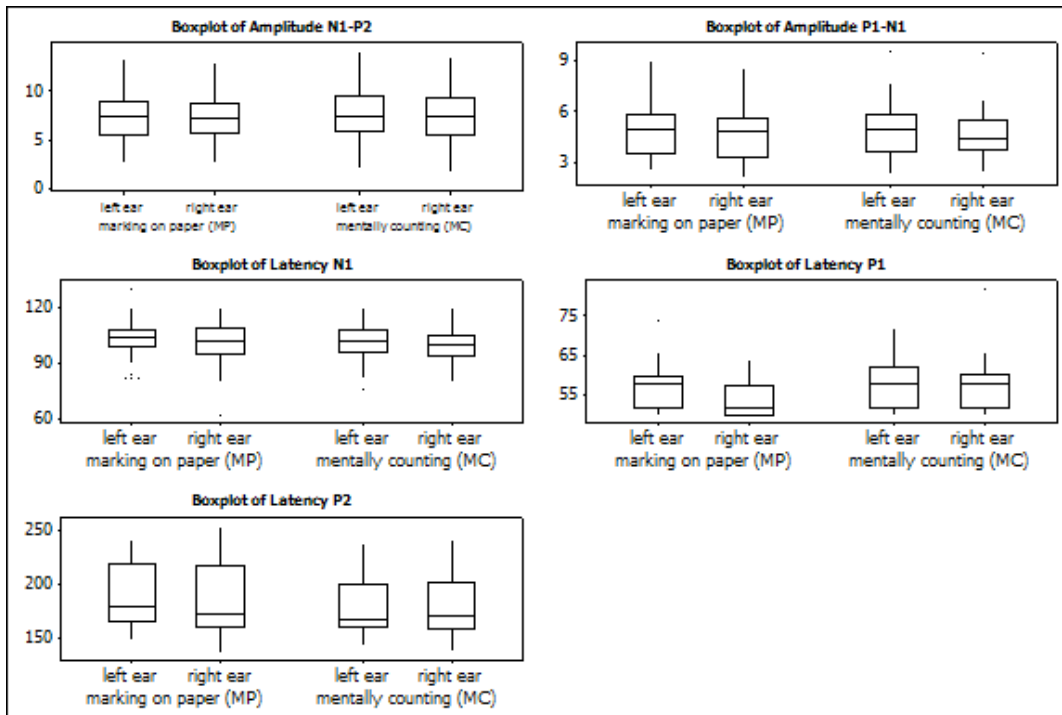 Boxplot of Amplitude N1-P2
10
5
0
left ear right ear left ear right ear
marking on paper (MP) mentally counting (MC)
Boxplot of Amplitude P1-N1
9
6
3
left ear right ear left ear right ear
marking on paper (MP) mentally counting (MC)
Boxplot of Latency N1
120
90
60
left ear right ear left ear right ear
marking on paper (MP) mentally counting (MC)
Boxplot of Latency P1
75
65
55
left ear right ear left ear right ear
marking on paper (MP) mentally counting (MC)
Boxplot of Latency P2
250
200
150
left ear right ear left ear right ear
marking on paper (MP) mentally counting (MC)